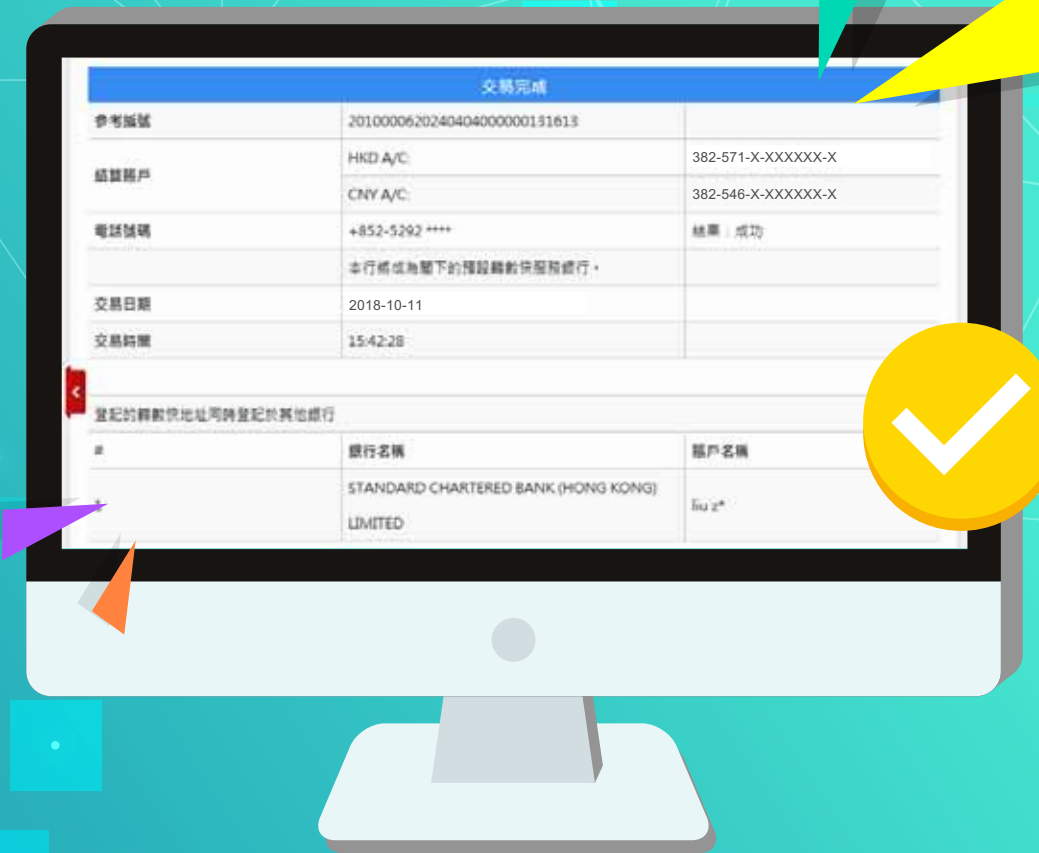 交易完成
參考編號 20100006202404040000000131613
結算賬戶 HKD A/C: 382-571-X-XXXXXX-X
CNY A/C: 382-546-X-XXXXXX-X
電話號碼 +852-5292 **** 結果：成功
本行將成為閣下的預設轉數快服務銀行。
交易日期 2018-10-11
交易時間 15:42:28
登記的轉數快地址同時登記於其他銀行
# 銀行名稱 賬戶名稱
STANDARD CHARTERED BANK (HONG KONG)
LIMITED
liu z*